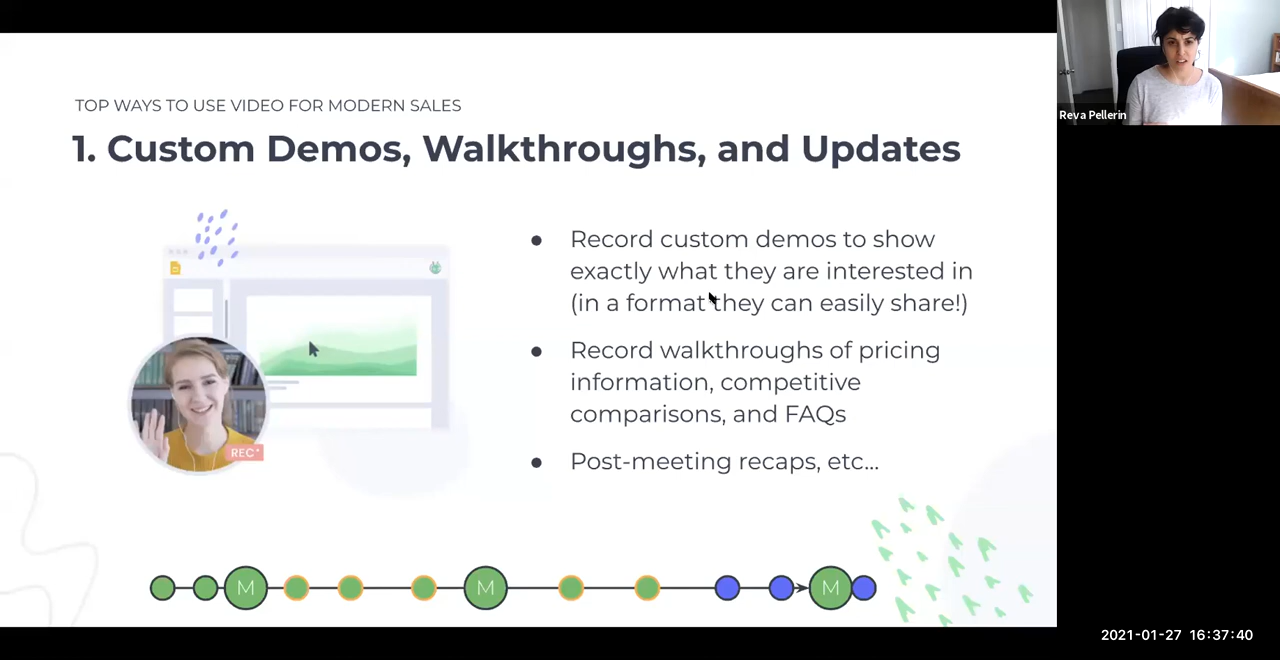 TOP WAYS TO USE VIDEO FOR MODERN SALES
1. Custom Demos, Walkthroughs, and Updates
● Record custom demos to show
exactly what they are interested in
(in a format they can easily share!)
● Record walkthroughs of pricing
information, competitive
comparisons, and FAQs
● Post-meeting recaps, etc...
REC
M
M
M
Reva Pellerin
2021-01-27 16:37:40